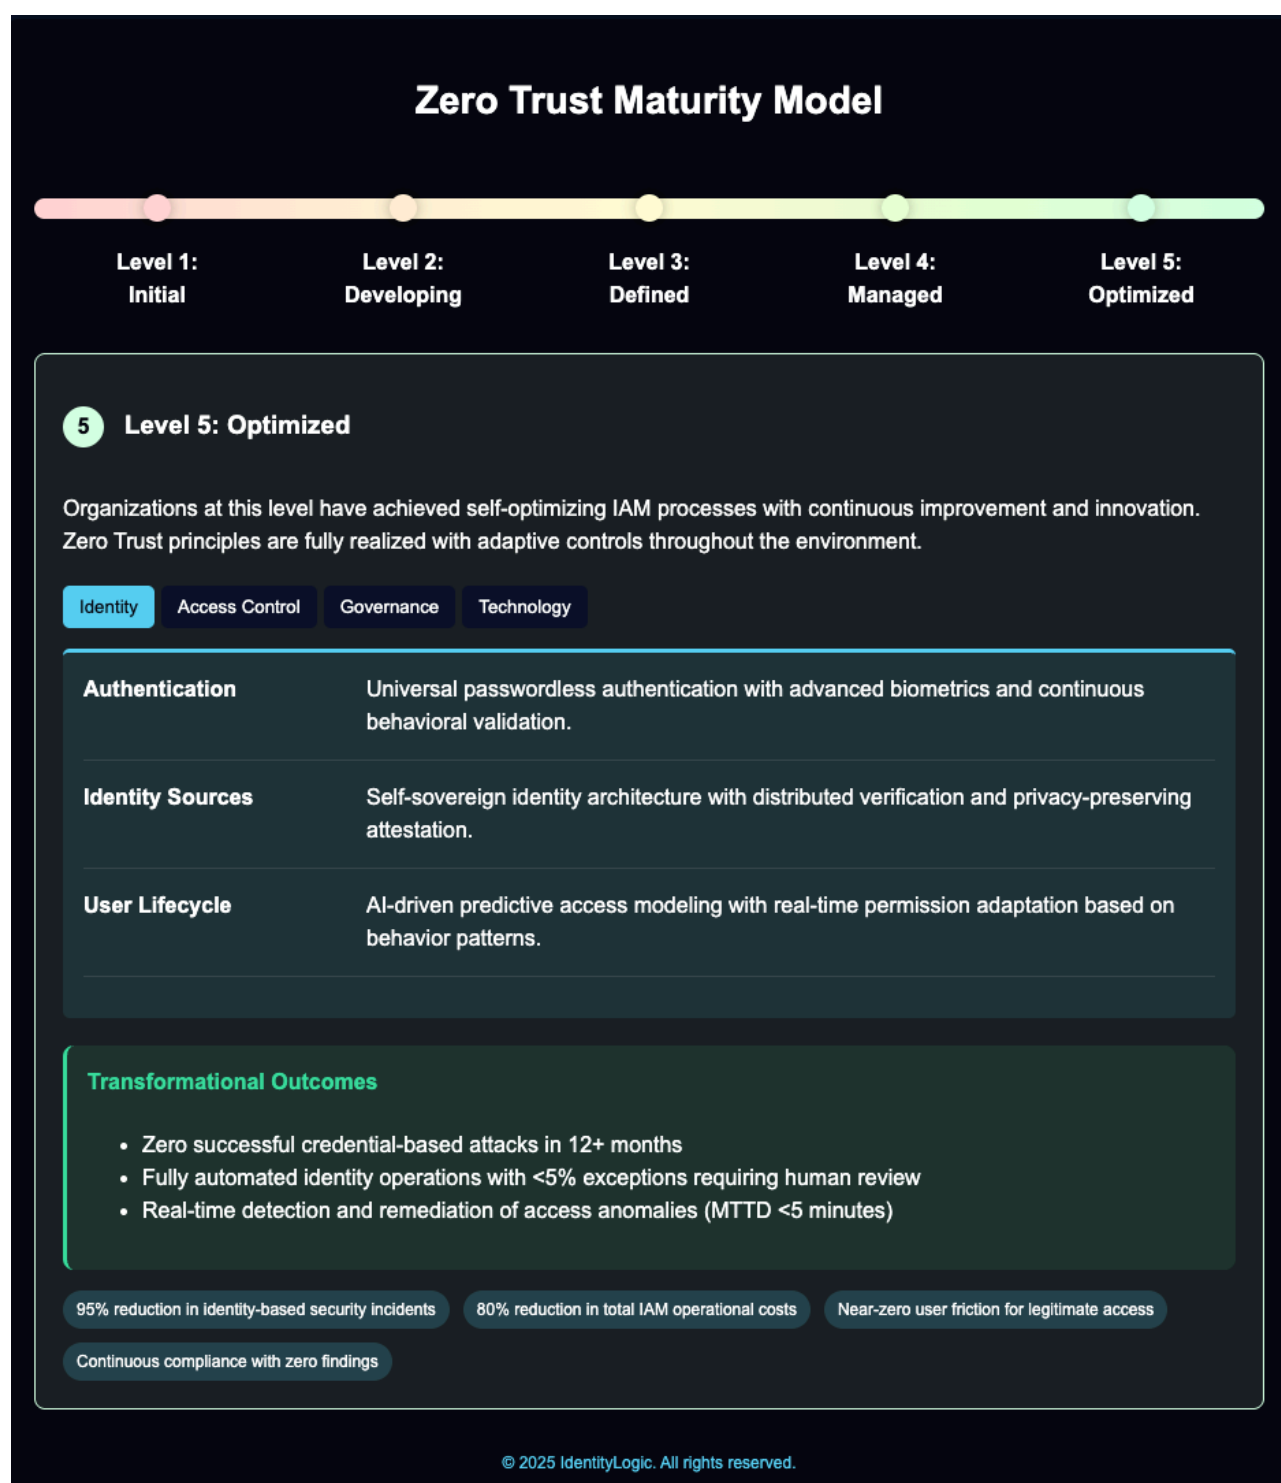 Zero Trust Maturity Model
Level 1:
Initial
Level 2:
Developing
Level 3:
Defined
Level 4:
Managed
Level 5:
Optimized
5
Level 5: Optimized
Organizations at this level have achieved self-optimizing IAM processes with continuous improvement and innovation.
Zero Trust principles are fully realized with adaptive controls throughout the environment.
Identity
Access Control
Governance
Technology
Authentication
Universal passwordless authentication with advanced biometrics and continuous
behavioral validation.
Identity Sources
Self-sovereign identity architecture with distributed verification and privacy-preserving
attestation.
User Lifecycle
AI-driven predictive access modeling with real-time permission adaptation based on
behavior patterns.
Transformational Outcomes
• Zero successful credential-based attacks in 12+ months
• Fully automated identity operations with <5% exceptions requiring human review
• Real-time detection and remediation of access anomalies (MTTD <5 minutes)
95% reduction in identity-based security incidents
80% reduction in total IAM operational costs
Near-zero user friction for legitimate access
Continuous compliance with zero findings
© 2025 IdentityLogic. All rights reserved.